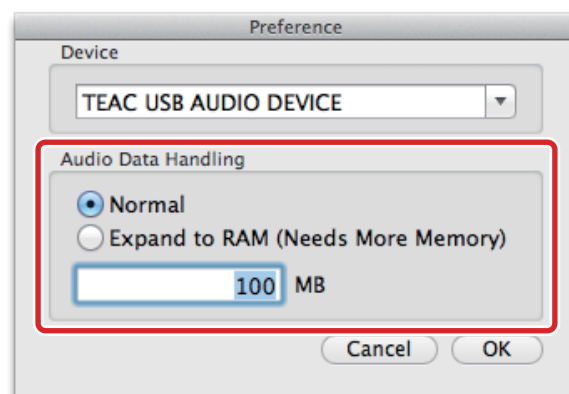 Preference
Device
TEAC USB AUDIO DEVICE
Audio Data Handling
Normal
Expand to RAM (Needs More Memory)
100 MB
Cancel OK